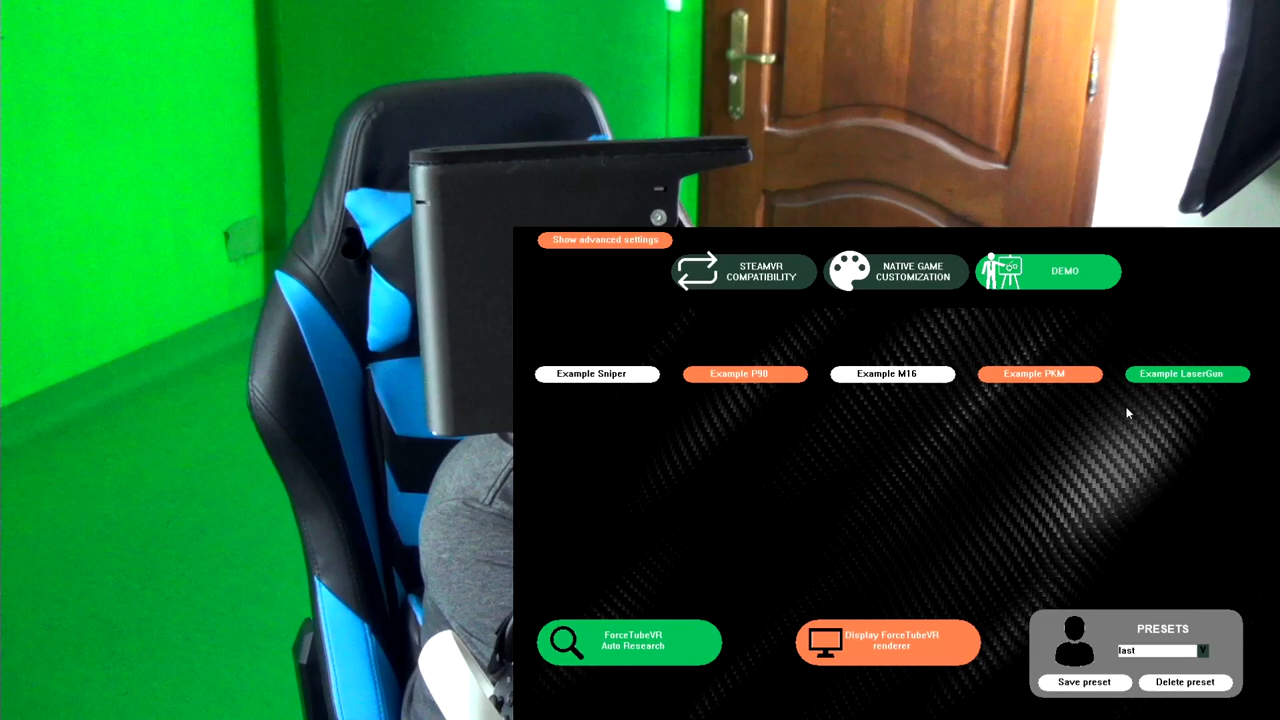 Show advanced settings
STEAMVR
COMPATIBILITY
NATIVE GAME
CUSTOMIZATION
DEMO
Example Sniper
Example P90
Example M16
Example PKM
Example LaserGun
ForceTubeVR
Auto Research
Display ForceTubeVR
renderer
PRESETS
last
V
Save preset
Delete preset